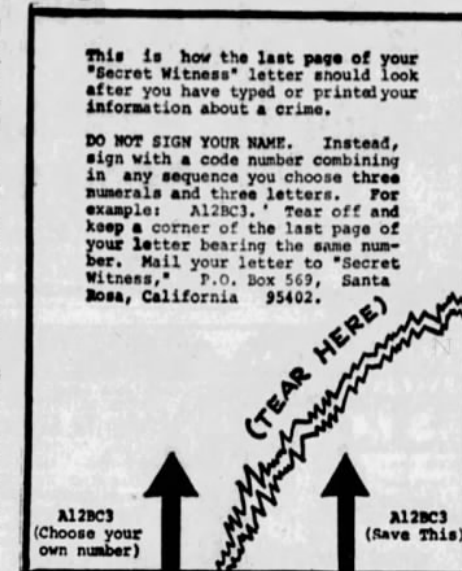 This is how the last page of your
"Secret Witness" letter should look
after you have typed or printed your
information about a crime.
DO NOT SIGN YOUR NAME. Instead,
sign with a code number combining
in any sequence you choose three
numerals and three letters. For
example: A12BC3. Tear off and
keep a corner of the last page of
your letter bearing the same num-
ber. Mail your letter to "Secret
Witness," P.O. Box 569, Santa
Rosa, California 95402.
(TEAR HERE)
A12BC3
(Choose your
own number)
A12BC3
(Save This)